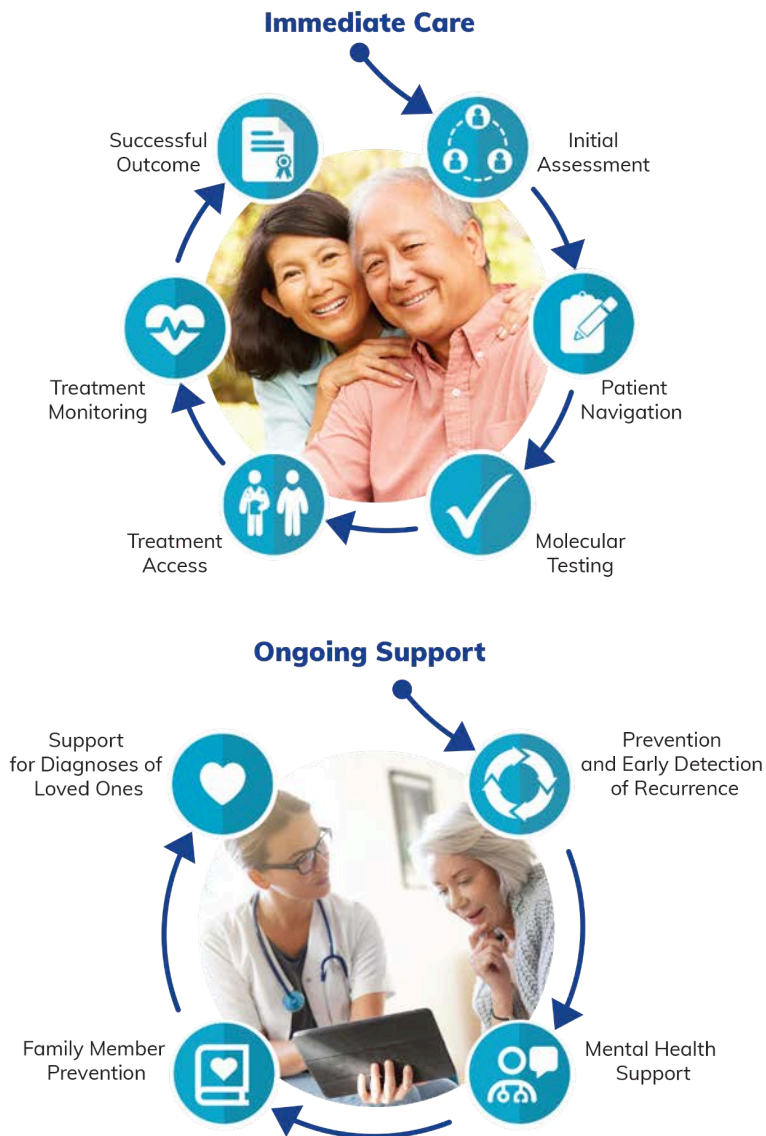 Immediate Care
Initial
Assessment
Patient
Navigation
Molecular
Testing
Treatment
Access
Treatment
Monitoring
Successful
Outcome
Ongoing Support
Prevention
and Early Detection
of Recurrence
Mental Health
Support
Family Member
Prevention
Support
for Diagnoses of
Loved Ones